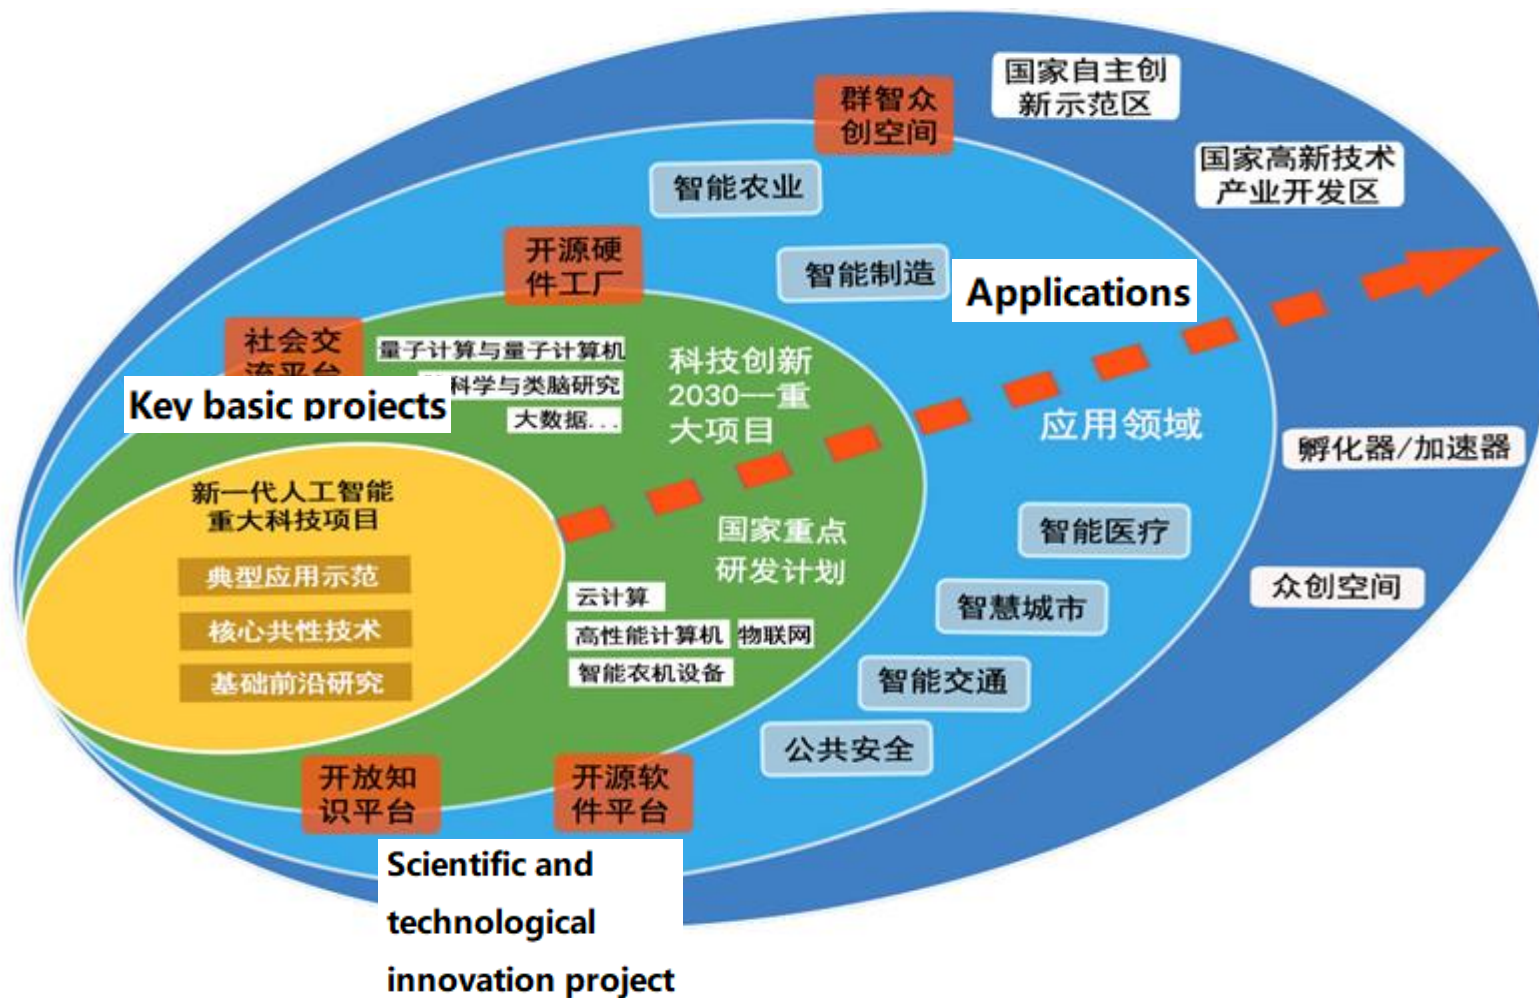 国家自主创
新示范区
群智众
创空间
国家高新技术
产业开发区
智能农业
开源硬
件工厂
智能制造
Applications
社会交
流平台
量子计算与量子计算机
科学与类脑研究
大数据...
科技创新
2030—重
大项目
Key basic projects
应用领域
孵化器/加速器
新一代人工智能
重大科技项目
国家重点
研发计划
智能医疗
典型应用示范
云计算
众创空间
核心共性技术
高性能计算机
物联网
智慧城市
基础前沿研究
智能农机设备
智能交通
公共安全
开放知
识平台
开源软
件平台
Scientific and
technological
innovation project